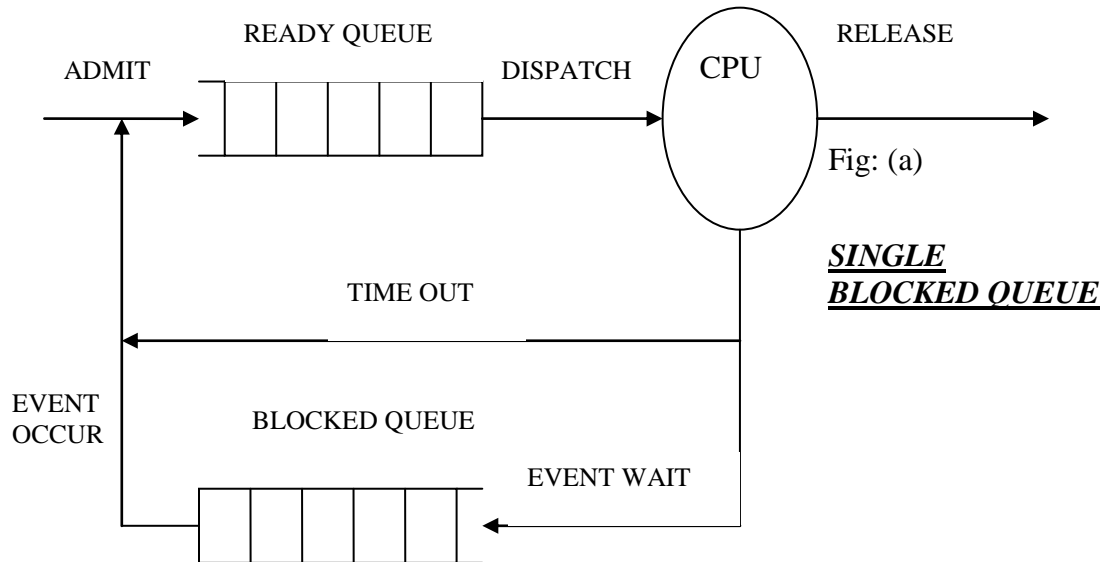 READY QUEUE
RELEASE
ADMIT
DISPATCH
CPU
Fig: (a)
SINGLE
BLOCKED QUEUE
TIME OUT
EVENT
OCCUR
BLOCKED QUEUE
EVENT WAIT